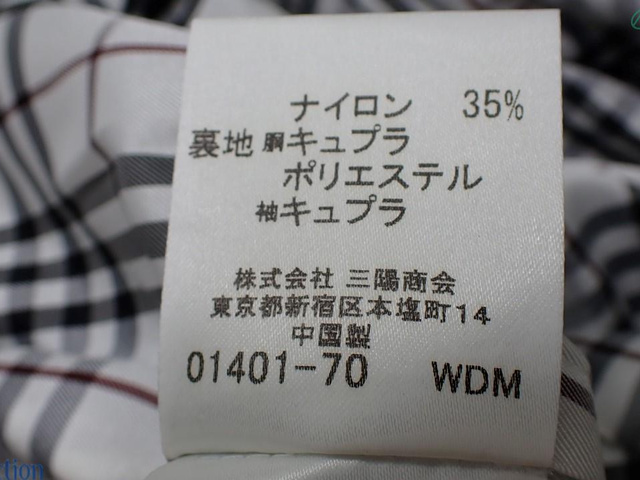 ナイロン 35%
裏地 胴キュプラ
ポリエステル
袖キュプラ
株式会社 三陽商会
東京都新宿区本塩町14
中国製
01401-70 WDM
ction